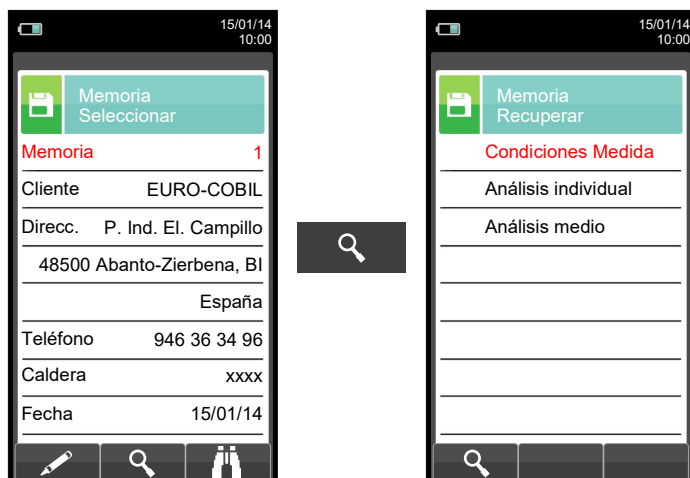 15/01/14
10:00
Memoria
Seleccionar
Memoria 1
Cliente EURO-COBIL
Direcc. P. Ind. El. Campillo
48500 Abanto-Zierbena, BI
España
Teléfono 946 36 34 96
Caldera xxxx
Fecha 15/01/14
15/01/14
10:00
Memoria
Recuperar
Condiciones Medida
Análisis individual
Análisis medio